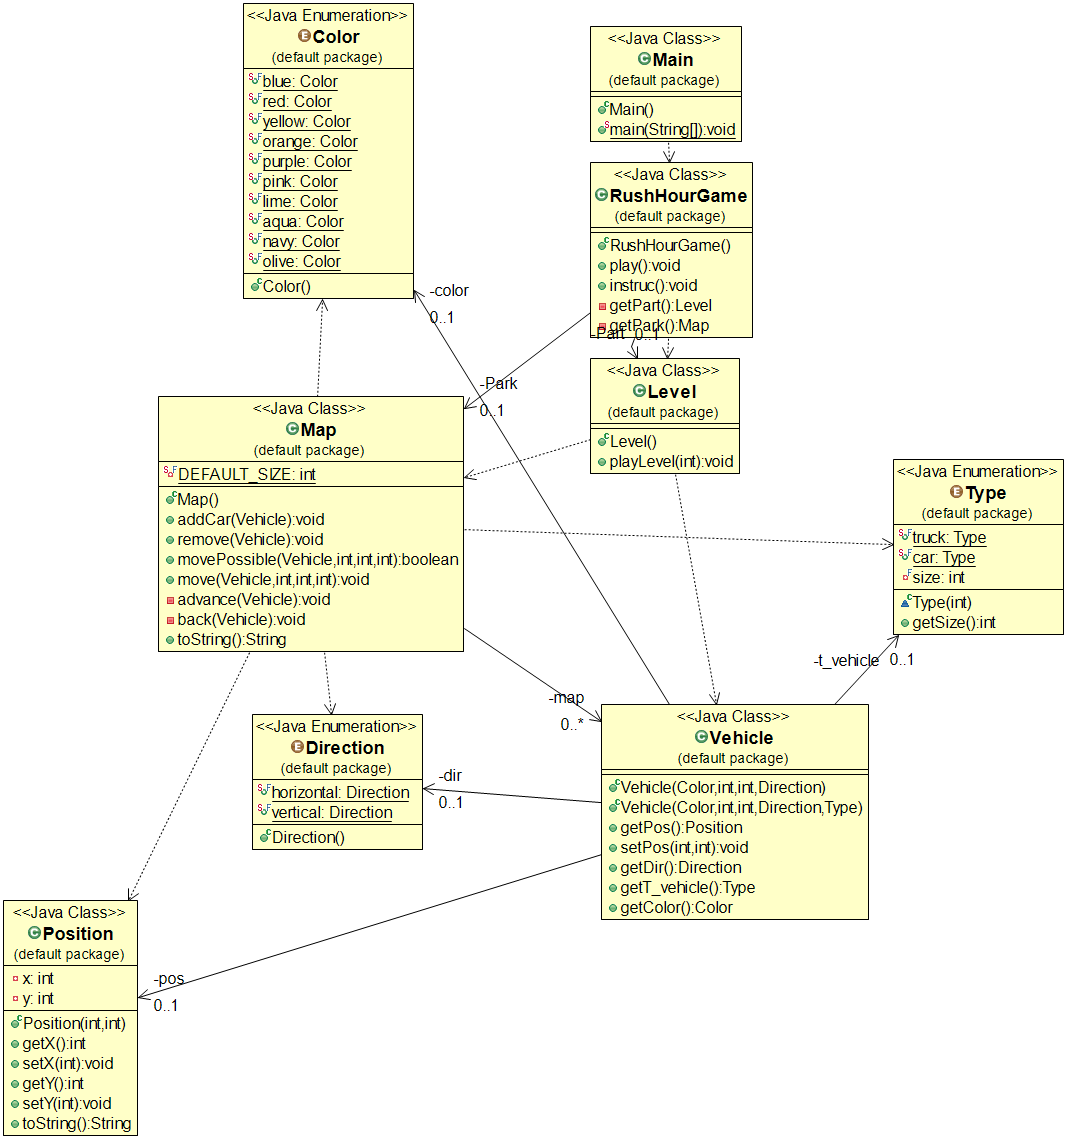 <<Java Enumeration>>
Color
(default package)
blue: Color
red: Color
yellow: Color
orange: Color
purple: Color
pink: Color
lime: Color
aqua: Color
navy: Color
olive: Color
Color()
<<Java Class>>
Main
(default package)
Main()
main(String[]):void
<<Java Class>>
RushHourGame
(default package)
RushHourGame()
play():void
instruc():void
getPart():Level
getPark():Map
-color
0..1
-Part
0..1
-Park
0..1
<<Java Class>>
Level
(default package)
Level()
playLevel(int):void
<<Java Class>>
Map
(default package)
DEFAULT_SIZE: int
Map()
addCar(Vehicle):void
remove(Vehicle):void
movePossible(Vehicle,int,int,int):boolean
move(Vehicle,int,int,int):void
advance(Vehicle):void
back(Vehicle):void
toString():String
<<Java Enumeration>>
Type
(default package)
truck: Type
car: Type
size: int
Type(int)
getSize():int
-t_vehicle
0..1
-map
0..*
<<Java Enumeration>>
Direction
(default package)
horizontal: Direction
vertical: Direction
Direction()
-dir
0..1
<<Java Class>>
Vehicle
(default package)
Vehicle(Color,int,int,Direction)
Vehicle(Color,int,int,Direction,Type)
getPos():Position
setPos(int,int):void
getDir():Direction
getT_vehicle():Type
getColor():Color
<<Java Class>>
Position
(default package)
x: int
y: int
Position(int,int)
getX():int
setX(int):void
getY():int
setY(int):void
toString():String
-pos
0..1